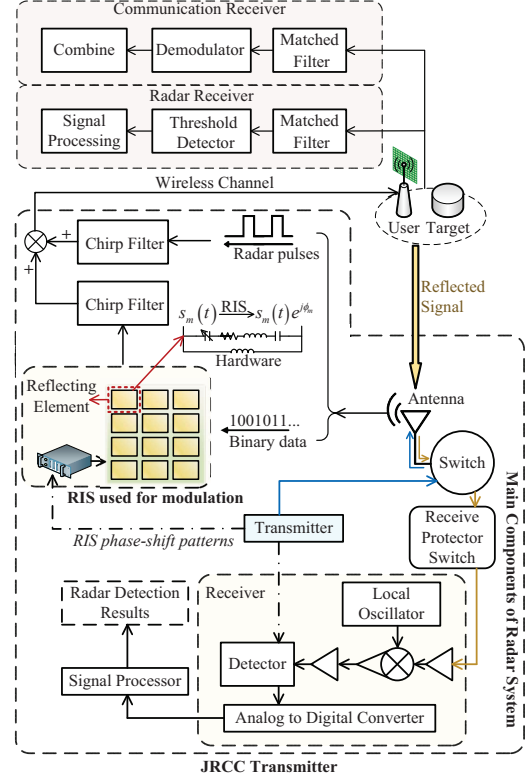 Communication Receiver
Combine
Demodulator
Matched
Filter
Radar Receiver
Signal
Processing
Threshold
Detector
Matched
Filter
Wireless Channel
User Target
+
Chirp Filter
Radar pulses
+
Chirp Filter
Reflected
Signal
s_m(t) RIS→ s_m(t)e^{jϕ_m}
Hardware
Reflecting
Element
Antenna
1001011...
Binary data
Switch
RIS used for modulation
Main Components of Radar System
RIS phase-shift patterns
Transmitter
Receive
Protector
Switch
Radar Detection
Results
Receiver
Local
Oscillator
Signal Processor
Detector
Analog to Digital Converter
JRCC Transmitter